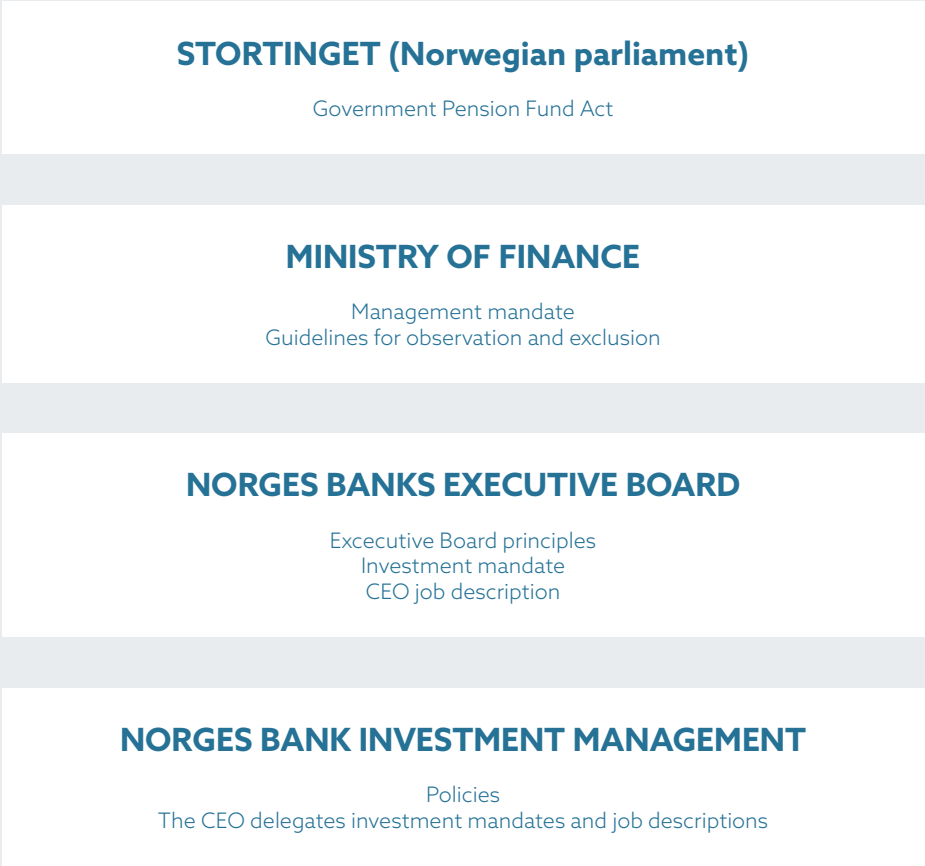 STORTINGET (Norwegian parliament)
Government Pension Fund Act
MINISTRY OF FINANCE
Management mandate
Guidelines for observation and exclusion
NORGES BANKS EXECUTIVE BOARD
Excecutive Board principles
Investment mandate
CEO job description
NORGES BANK INVESTMENT MANAGEMENT
Policies
The CEO delegates investment mandates and job descriptions